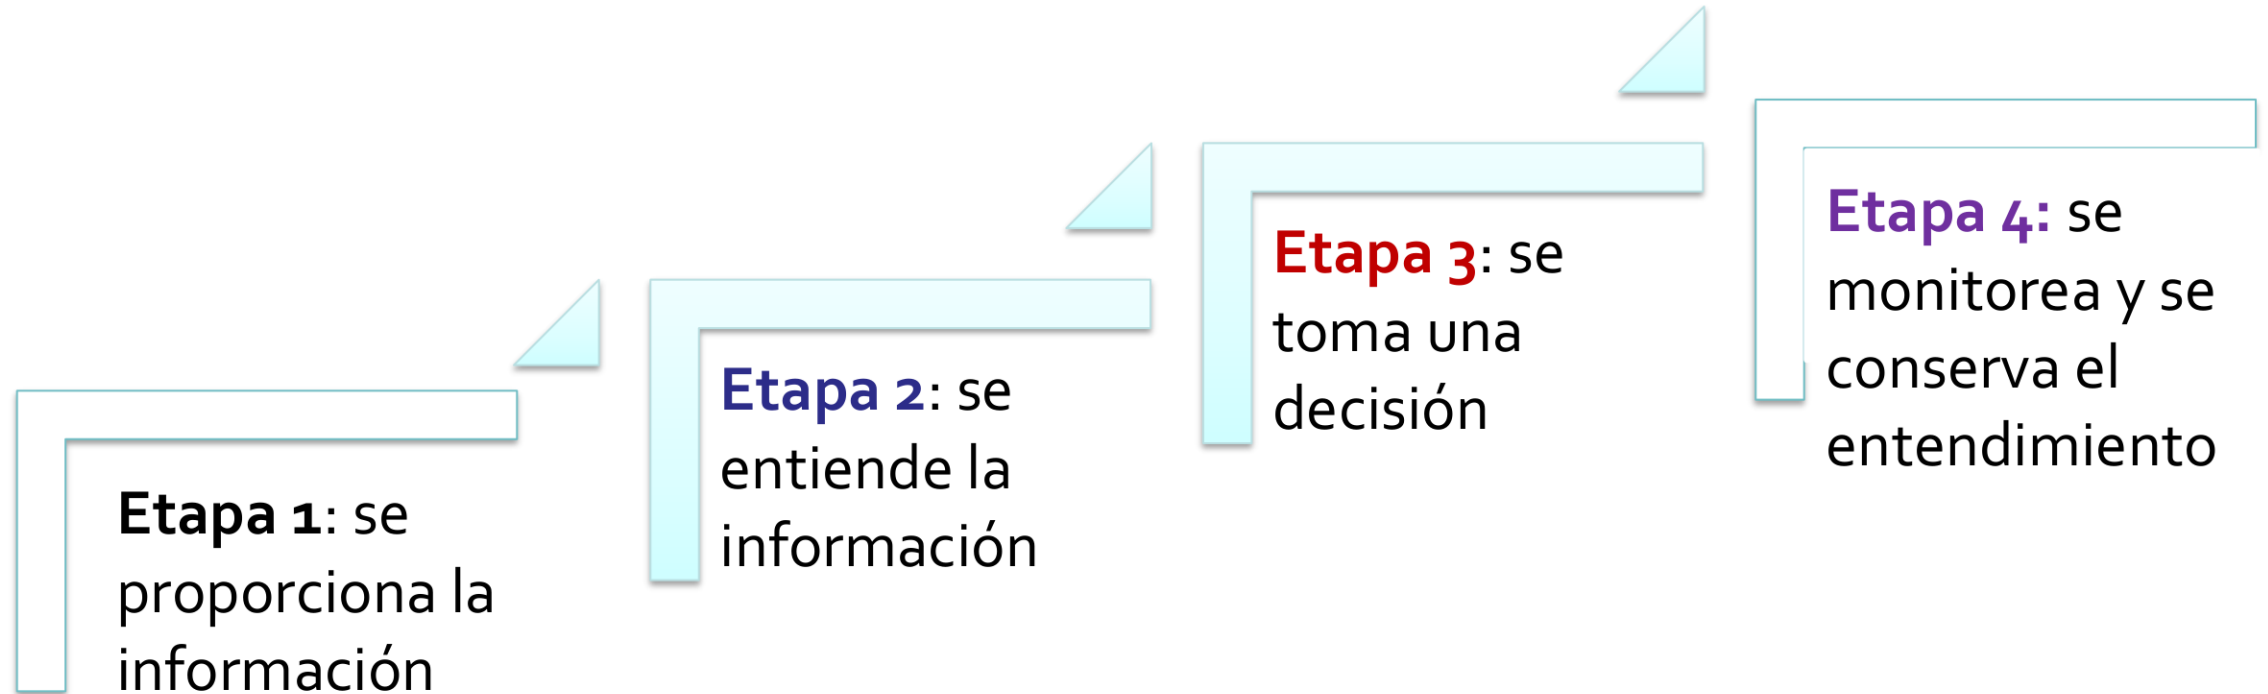 Etapa 1: se
proporciona la
información
Etapa 2: se
entiende la
información
Etapa 3: se
toma una
decisión
Etapa 4: se
monitorea y se
conserva el
entendimiento